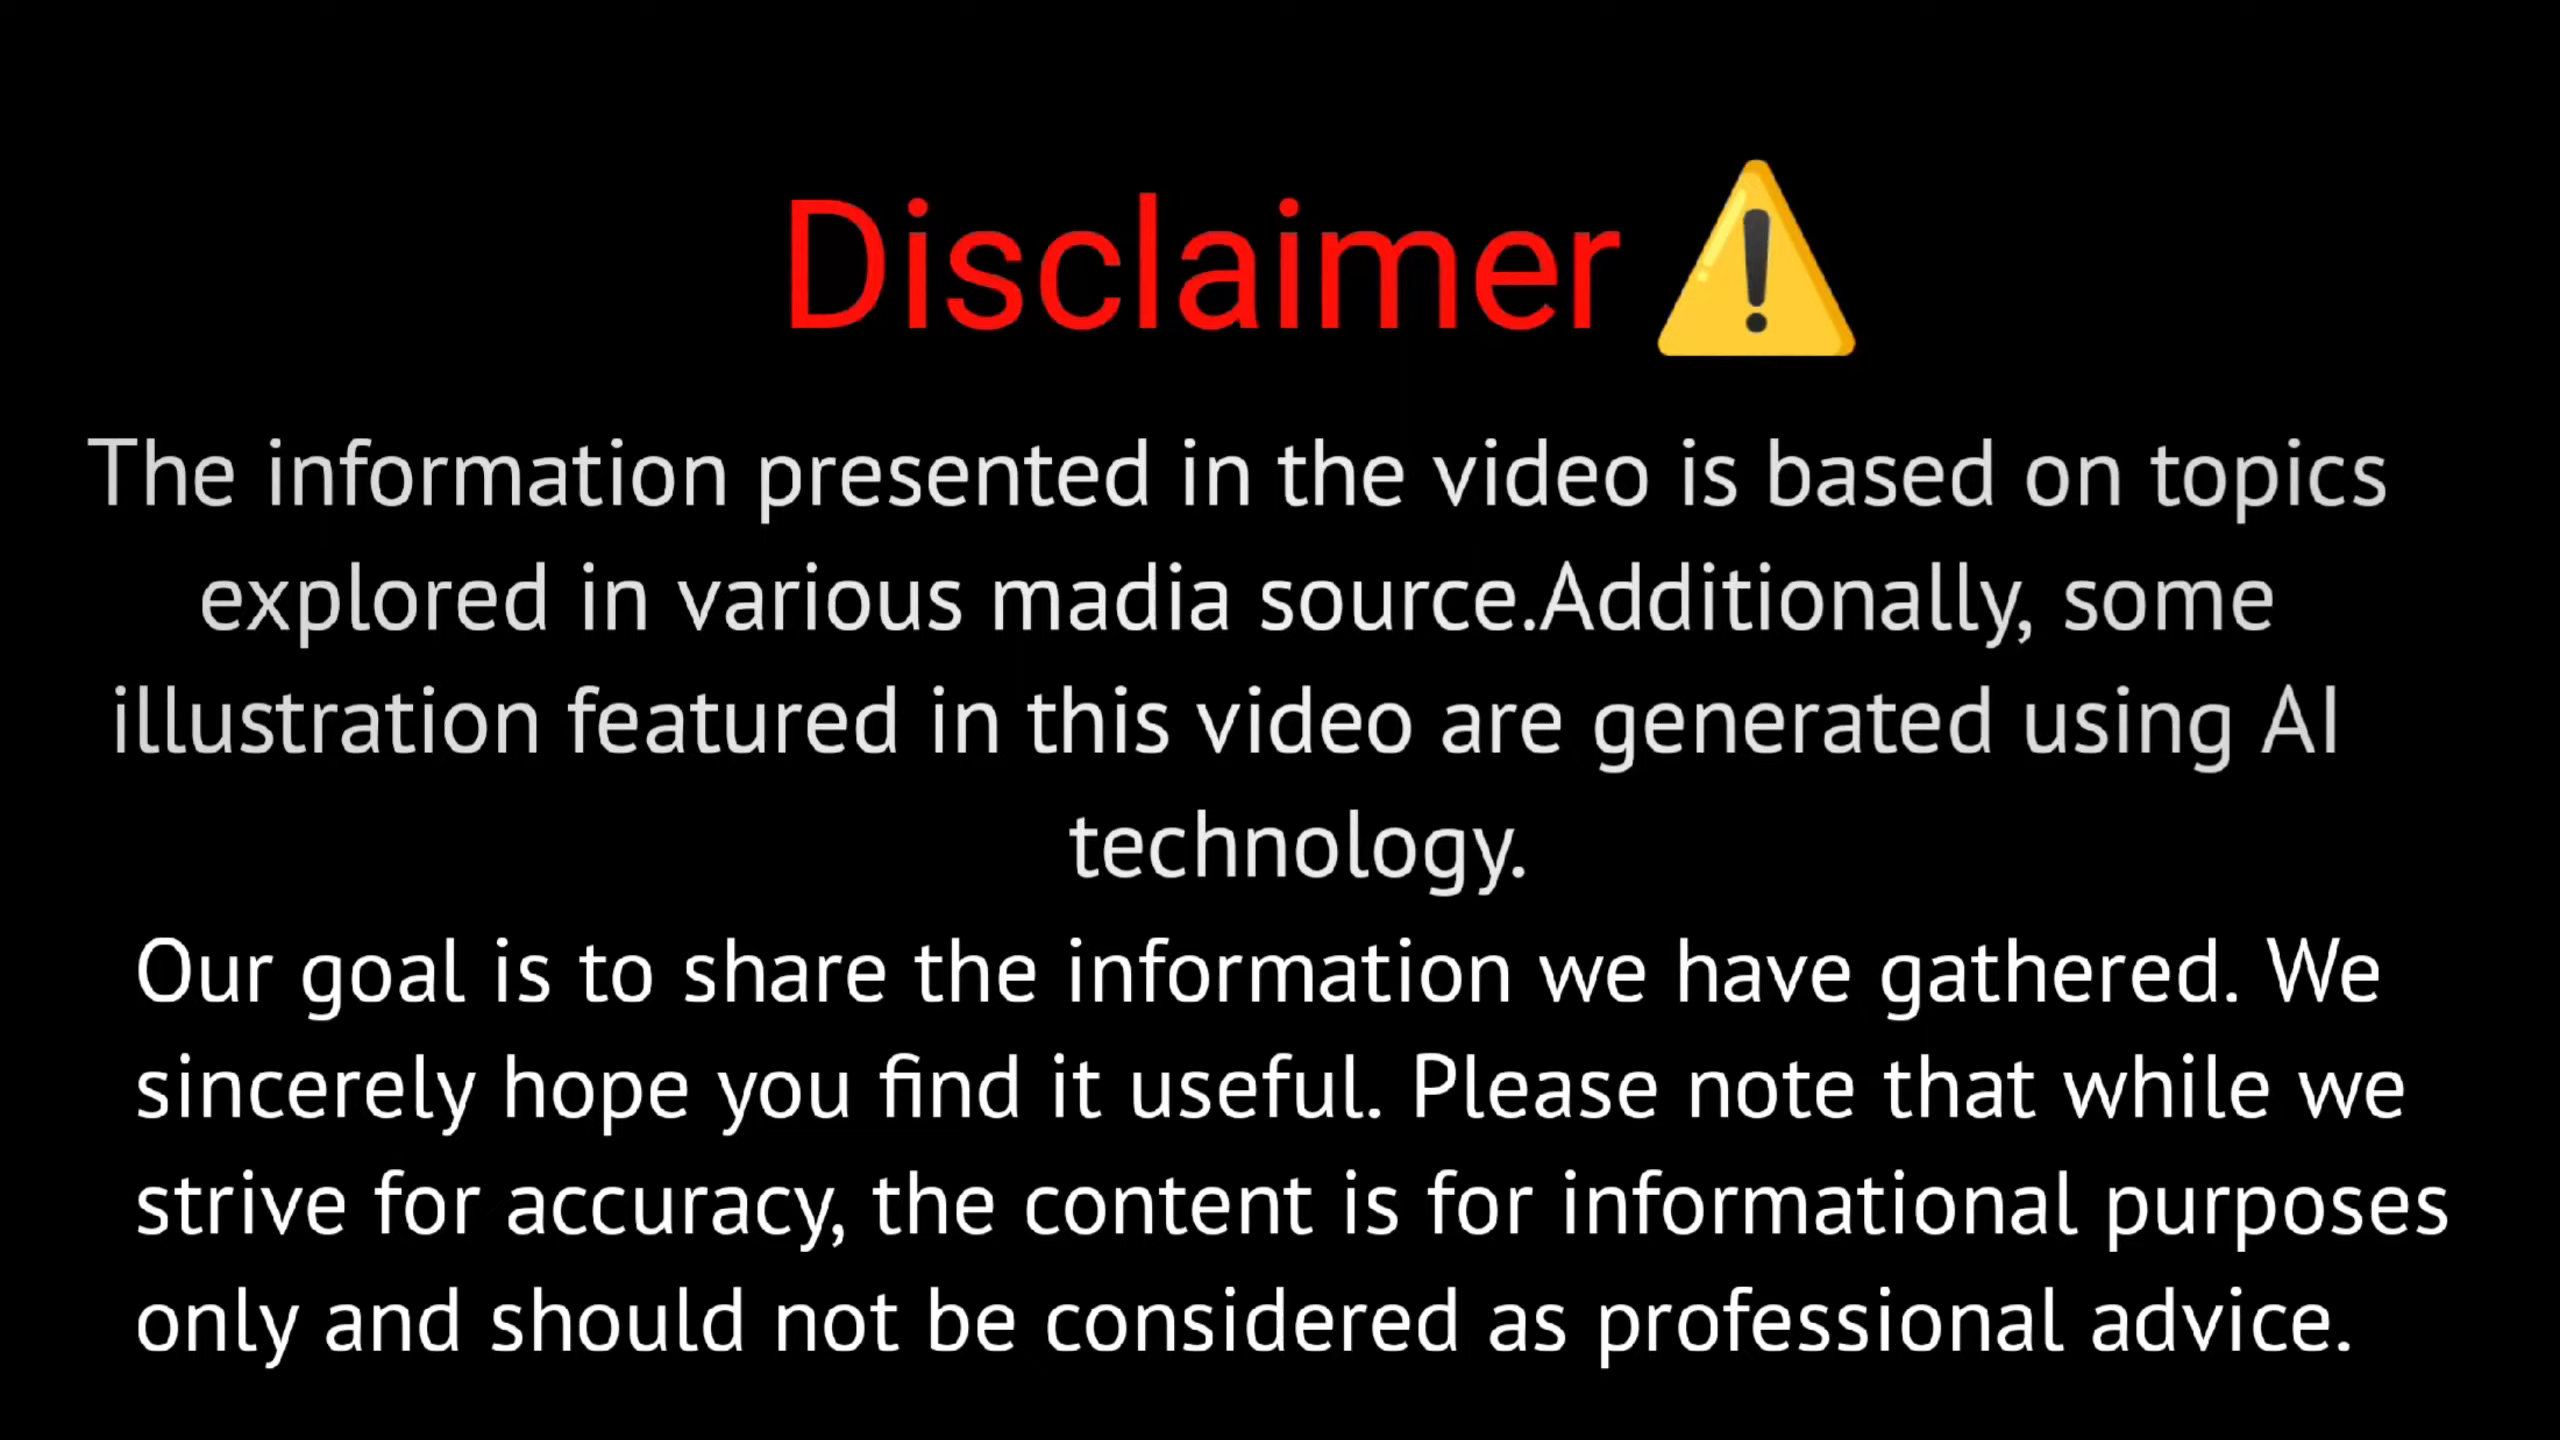 Disclaimer ⚠️
The information presented in the video is based on topics
explored in various madia source.Additionally, some
illustration featured in this video are generated using AI
technology.
Our goal is to share the information we have gathered. We
sincerely hope you find it useful. Please note that while we
strive for accuracy, the content is for informational purposes
only and should not be considered as professional advice.